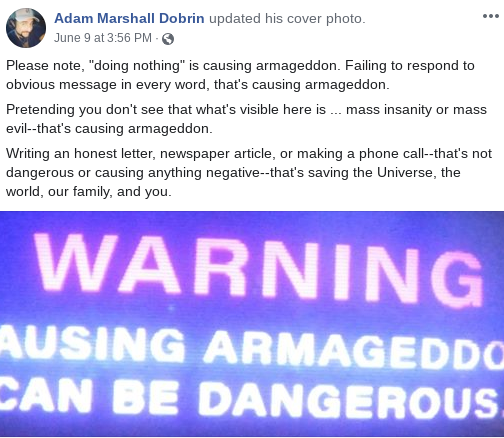 Adam Marshall Dobrin updated his cover photo.
June 9 at 3:56 PM ·
Please note, "doing nothing" is causing armageddon. Failing to respond to
obvious message in every word, that's causing armageddon.
Pretending you don't see that what's visible here is ... mass insanity or mass
evil--that's causing armageddon.
Writing an honest letter, newspaper article, or making a phone call--that's not
dangerous or causing anything negative--that's saving the Universe, the
world, our family, and you.
WARNING
AUSING ARMAGEDDO
CAN BE DANGEROUS.